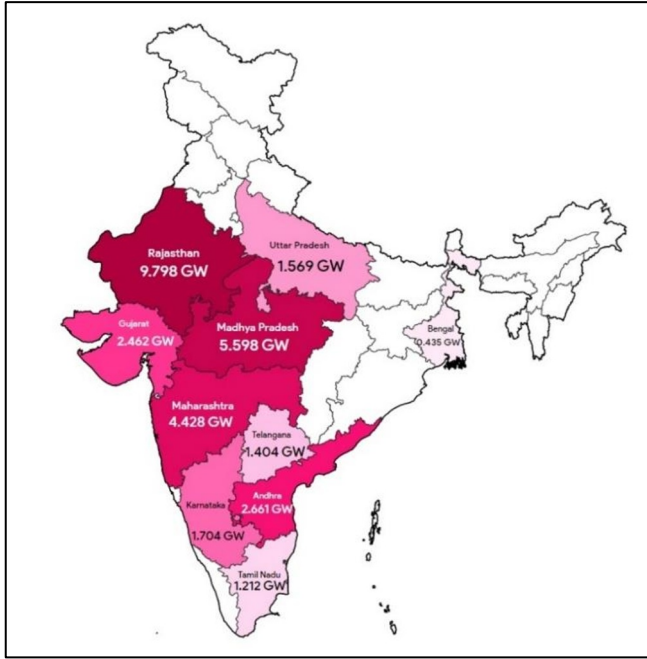 Uttar Pradesh
1.569 GW
Rajasthan
9.798 GW
Gujarat
2.462 GW
Madhya Pradesh
5.598 GW
Bengal
0.435 GW
Maharashtra
4.428 GW
Telangana
1.404 GW
Andhra
2.661 GW
Karnataka
1.704 GW
Tamil Nadu
1.212 GW